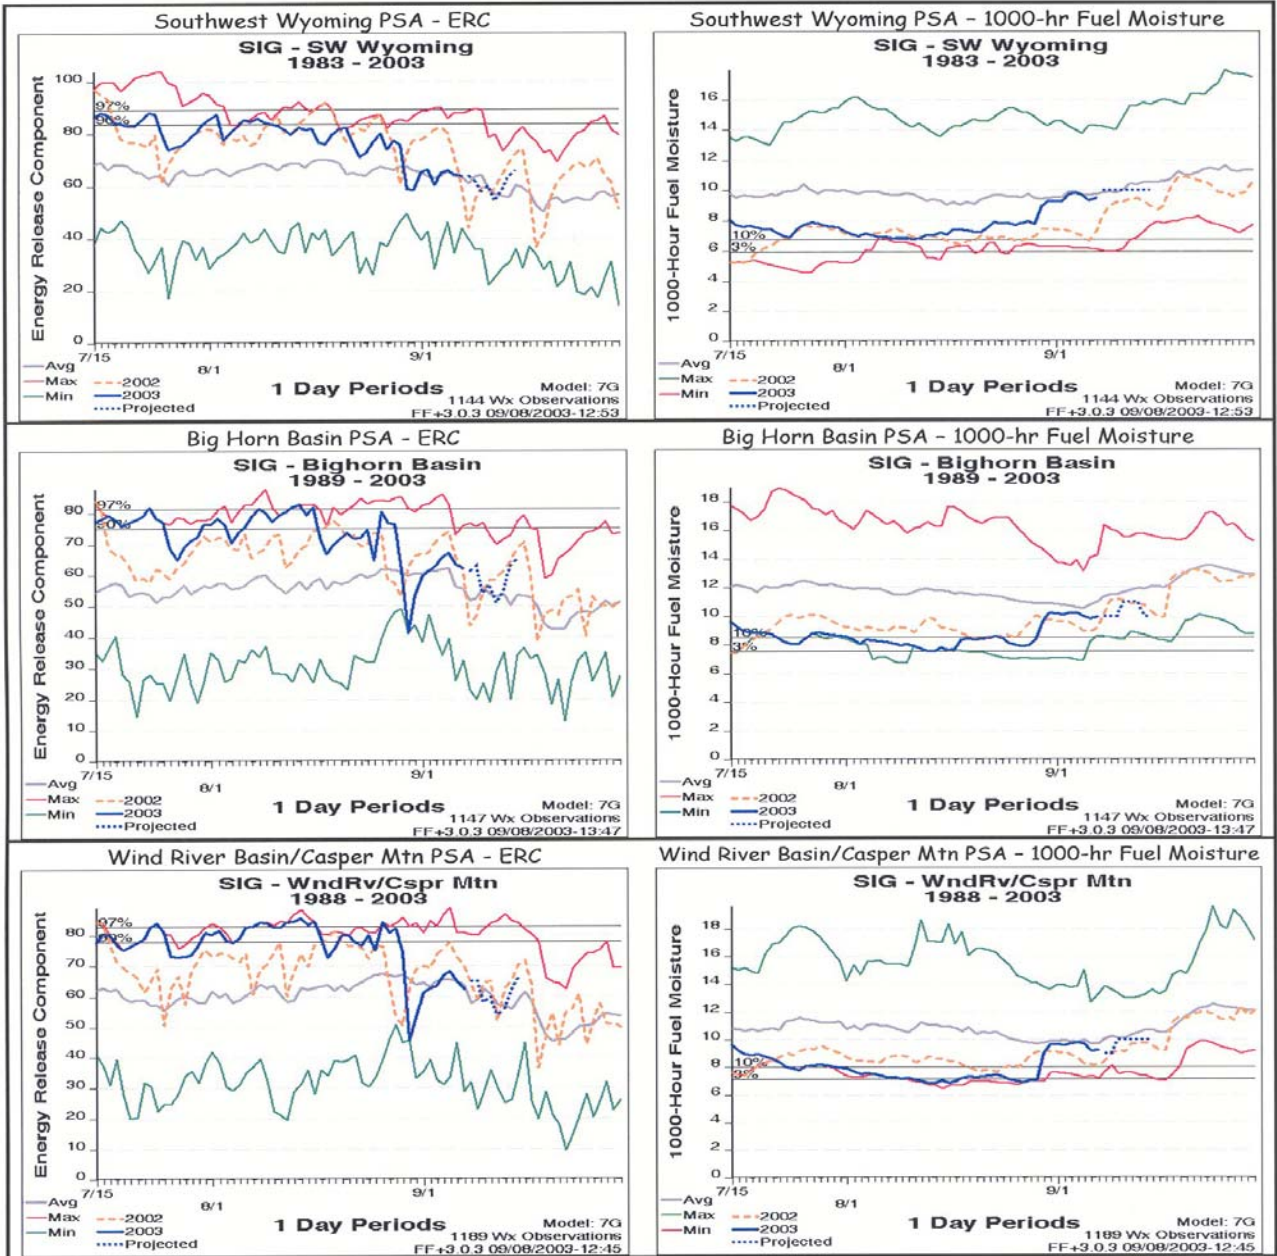 Southwest Wyoming PSA - ERC
SIG - SW Wyoming
1983 - 2003
Energy Release Component
100
80
60
40
20
0
97%
90%
7/15
8/1
9/1
Avg
Max
Min
2002
2003
Projected
1 Day Periods
Model: 7G
1144 Wx Observations
FF+3.0.3 09/08/2003-12:53
Southwest Wyoming PSA - 1000-hr Fuel Moisture
SIG - SW Wyoming
1983 - 2003
1000-Hour Fuel Moisture
16
14
12
10
8
6
4
2
0
10%
3%
7/15
8/1
9/1
Avg
Max
Min
2002
2003
Projected
1 Day Periods
Model: 7G
1144 Wx Observations
FF+3.0.3 09/08/2003-12:53
Big Horn Basin PSA - ERC
SIG - Bighorn Basin
1989 - 2003
Energy Release Component
80
70
60
50
40
30
20
10
0
97%
90%
7/15
8/1
9/1
Avg
Max
Min
2002
2003
Projected
1 Day Periods
Model: 7G
1147 Wx Observations
FF+3.0.3 09/08/2003-13:47
Big Horn Basin PSA - 1000-hr Fuel Moisture
SIG - Bighorn Basin
1989 - 2003
1000-Hour Fuel Moisture
18
16
14
12
10
8
6
4
2
0
10%
3%
7/15
8/1
9/1
Avg
Max
Min
2002
2003
Projected
1 Day Periods
Model: 7G
1147 Wx Observations
FF+3.0.3 09/08/2003-13:47
Wind River Basin/Casper Mtn PSA - ERC
SIG - WndRv/Cspr Mtn
1988 - 2003
Energy Release Component
80
70
60
50
40
30
20
10
0
97%
7/15
8/1
9/1
Avg
Max
Min
2002
2003
Projected
1 Day Periods
Model: 7G
1189 Wx Observations
FF+3.0.3 09/08/2003-12:45
Wind River Basin/Casper Mtn PSA - 1000-hr Fuel Moisture
SIG - WndRv/Cspr Mtn
1988 - 2003
1000-Hour Fuel Moisture
18
16
14
12
10
8
6
4
2
0
10%
3%
7/15
8/1
9/1
Avg
Max
Min
2002
2003
Projected
1 Day Periods
Model: 7G
1189 Wx Observations
FF+3.0.3 09/08/2003-12:45